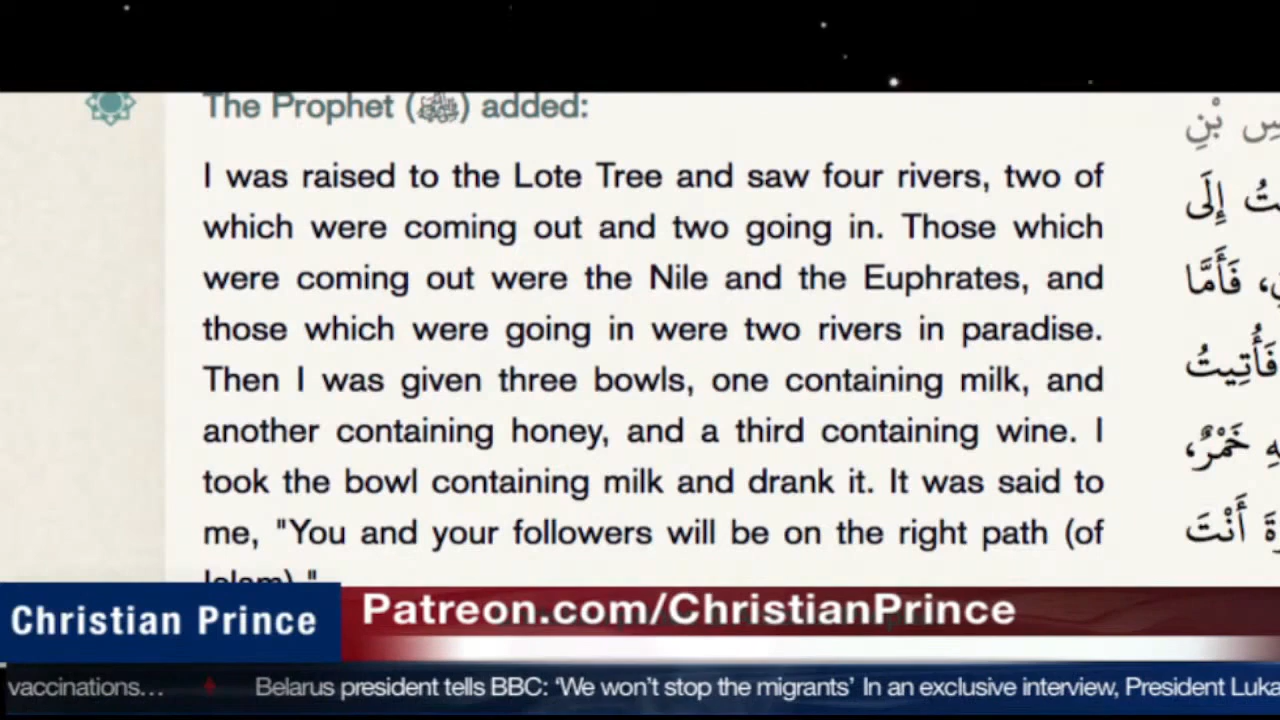 The Prophet (ﷺ) added:
I was raised to the Lote Tree and saw four rivers, two of
which were coming out and two going in. Those which
were coming out were the Nile and the Euphrates, and
those which were going in were two rivers in paradise.
Then I was given three bowls, one containing milk, and
another containing honey, and a third containing wine. I
took the bowl containing milk and drank it. It was said to
me, "You and your followers will be on the right path (of
Islam)."
سِ بْنِ
تُ إِلَى
فَأَمَّا
فَأُتِيتُ
خَمْرٌ،
أَنْتَ
Christian Prince
Patreon.com/ChristianPrince
vaccinations… ♦ Belarus president tells BBC: ‘We won’t stop the migrants’ In an exclusive interview, President Luka